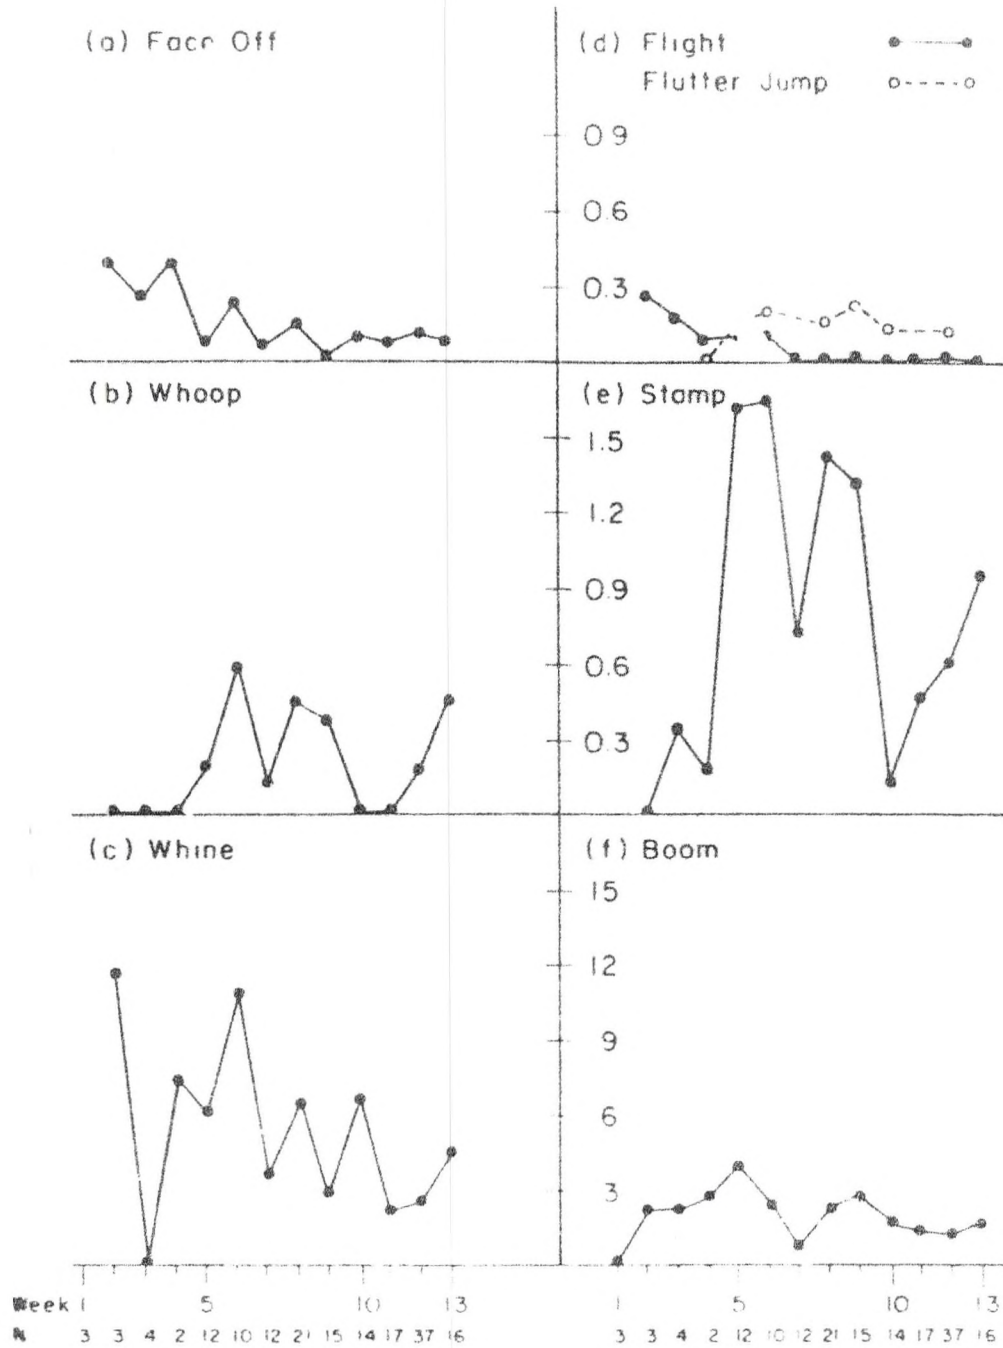 (a) Face Off
(d) Flight
Flutter Jump
0.9
0.6
0.3
(b) Whoop
(e) Stamp
1.5
1.2
0.9
0.6
0.3
(c) Whine
(f) Boom
15
12
9
6
3
Week 1 5 10 13 1 5 10 13
N 3 3 4 2 12 10 12 21 15 14 17 37 16 3 3 4 2 12 10 12 21 15 14 17 37 16